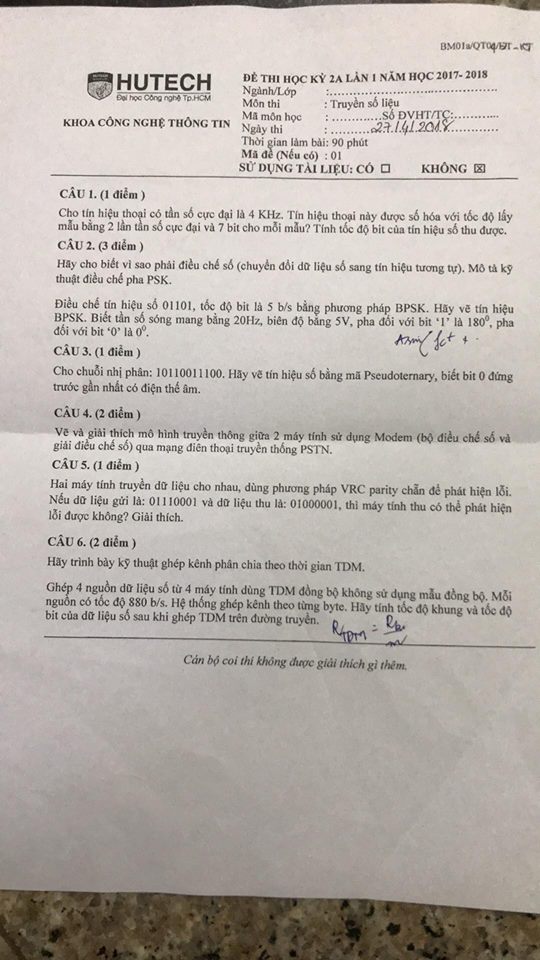 BM01a/QT04/ĐT-KT
HUTECH
Đại học Công nghệ Tp.HCM
KHOA CÔNG NGHỆ THÔNG TIN
ĐỀ THI HỌC KỲ 2A LẦN 1 NĂM HỌC 2017- 2018
Ngành/Lớp :
Môn thi : Truyền số liệu
Mã môn học : Số ĐVHT/TC:
Ngày thi : 27/4/2018
Thời gian làm bài: 90 phút
Mã đề (Nếu có) : 01
SỬ DỤNG TÀI LIỆU: CÓ ☐ KHÔNG ☒
CÂU 1. (1 điểm )
Cho tín hiệu thoại có tần số cực đại là 4 KHz. Tín hiệu thoại này được số hóa với tốc độ lấy
mẫu bằng 2 lần tần số cực đại và 7 bit cho mỗi mẫu? Tính tốc độ bit của tín hiệu số thu được.
CÂU 2. (3 điểm )
Hãy cho biết vì sao phải điều chế số (chuyển đổi dữ liệu số sang tín hiệu tương tự). Mô tả kỹ
thuật điều chế pha PSK.
Điều chế tín hiệu số 01101, tốc độ bit là 5 b/s bằng phương pháp BPSK. Hãy vẽ tín hiệu
BPSK. Biết tần số sóng mang bằng 20Hz, biên độ bằng 5V, pha đối với bit ‘1’ là 180⁰, pha
đối với bit ‘0’ là 0⁰.
CÂU 3. (1 điểm )
Cho chuỗi nhị phân: 10110011100. Hãy vẽ tín hiệu số bằng mã Pseudoternary, biết bit 0 đứng
trước gần nhất có điện thế âm.
CÂU 4. (2 điểm )
Vẽ và giải thích mô hình truyền thông giữa 2 máy tính sử dụng Modem (bộ điều chế số và
giải điều chế số) qua mạng điên thoại truyền thống PSTN.
CÂU 5. (1 điểm )
Hai máy tính truyền dữ liệu cho nhau, dùng phương pháp VRC parity chẵn để phát hiện lỗi.
Nếu dữ liệu gửi là: 01110001 và dữ liệu thu là: 01000001, thì máy tính thu có thể phát hiện
lỗi được không? Giải thích.
CÂU 6. (2 điểm )
Hãy trình bày kỹ thuật ghép kênh phân chia theo thời gian TDM.
Ghép 4 nguồn dữ liệu số từ 4 máy tính dùng TDM đồng bộ không sử dụng mẫu đồng bộ. Mỗi
nguồn có tốc độ 880 b/s. Hệ thống ghép kênh theo từng byte. Hãy tính tốc độ khung và tốc độ
bit của dữ liệu số sau khi ghép TDM trên đường truyền.
Cán bộ coi thi không được giải thích gì thêm.